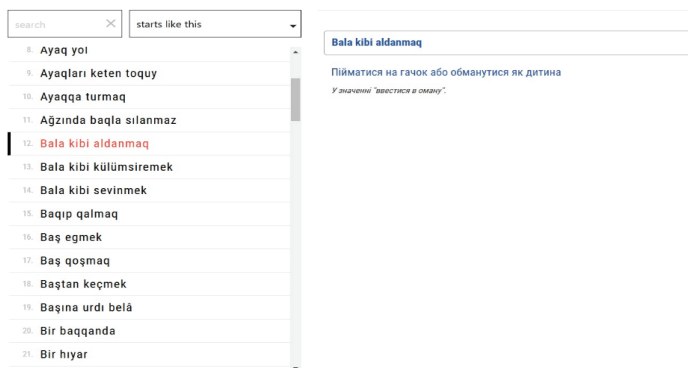 search
starts like this
8. Ayaq yol
9. Ayaqları keten toquy
10. Ayaqqa turmaq
11. Ağzında baqla sılanmaz
12. Bala kibi aldanmaq
13. Bala kibi külümsiremek
14. Bala kibi sevinmek
15. Baqıp qalmaq
16. Baş egmek
17. Baş qoşmaq
18. Baştan keçmek
19. Başına urdı belâ
20. Bir baqqanda
21. Bir hıyar
Bala kibi aldanmaq
Пійматися на гачок або обманутися як дитина
У значенні "ввестися в оману".